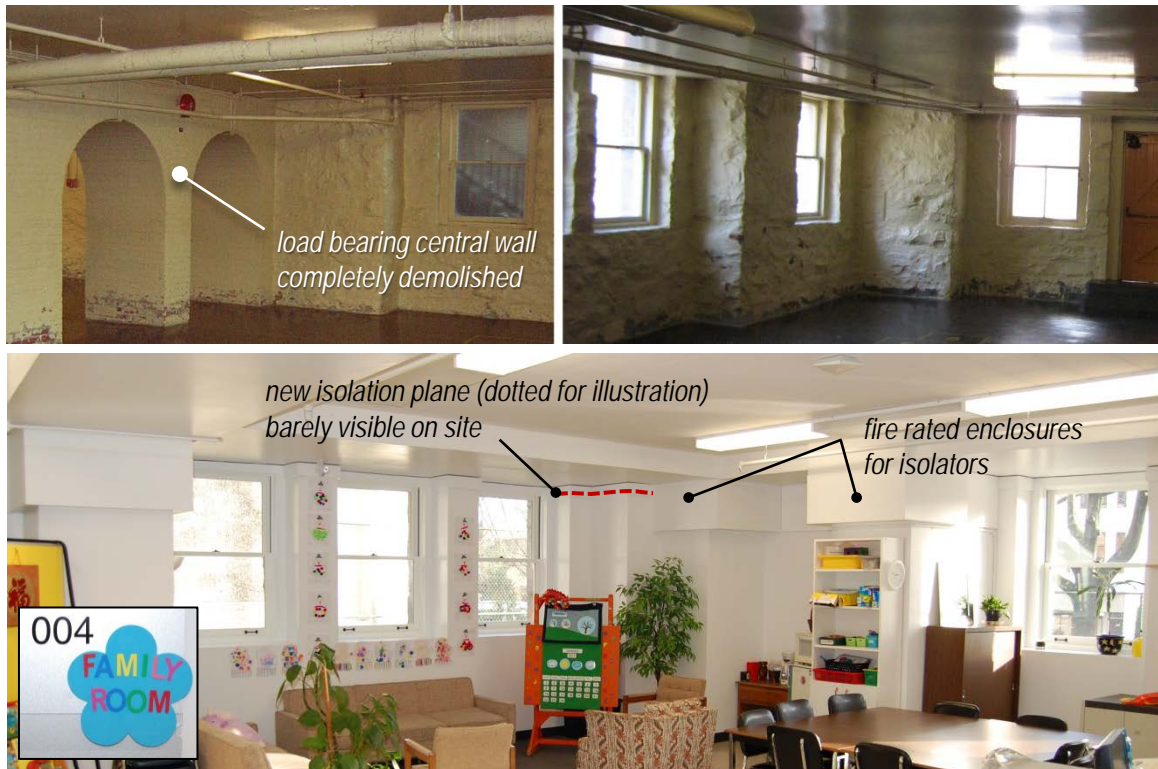 load bearing central wall
completely demolished
new isolation plane (dotted for illustration)
barely visible on site
fire rated enclosures
for isolators
004
FAMILY
ROOM